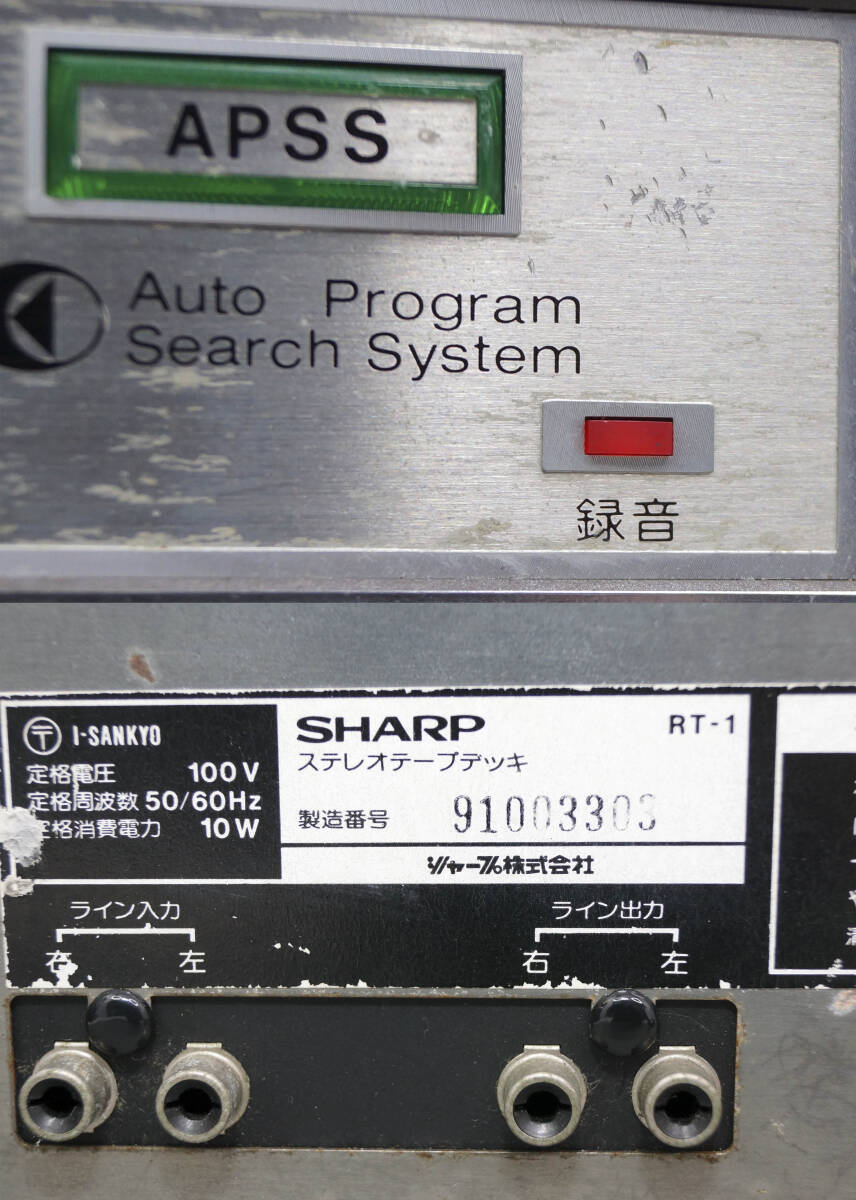 APSS
Auto Program
Search System
録音
〒 I-SANKYO
定格電圧 100V
定格周波数 50/60Hz
定格消費電力 10W
SHARP RT-1
ステレオテープデッキ
製造番号 91003303
シャープ株式会社
ライン入力 ライン出力
右 左 右 左